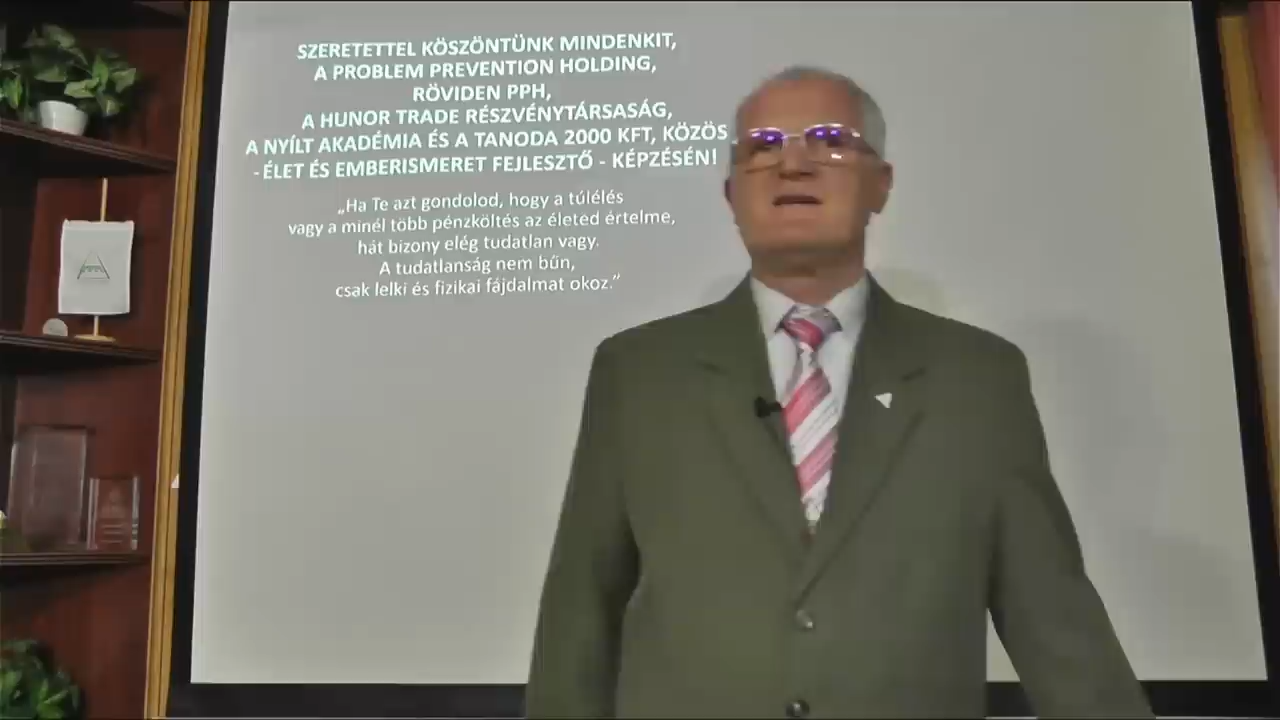 SZERETETTEL KÖSZÖNTÜNK MINDENKIT,
A PROBLEM PREVENTION HOLDING,
RÖVIDEN PPH,
A HUNOR TRADE RÉSZVÉNYTÁRSASÁG,
A NYÍLT AKADÉMIA ÉS A TANODA 2000 KFT, KÖZÖS
- ÉLET ÉS EMBERISMERET FEJLESZTŐ - KÉPZÉSÉN!
„Ha Te azt gondolod, hogy a túlélés
vagy a minél több pénzköltés az életed értelme,
hát bizony elég tudatlan vagy.
A tudatlanság nem bűn,
csak lelki és fizikai fájdalmat okoz.”